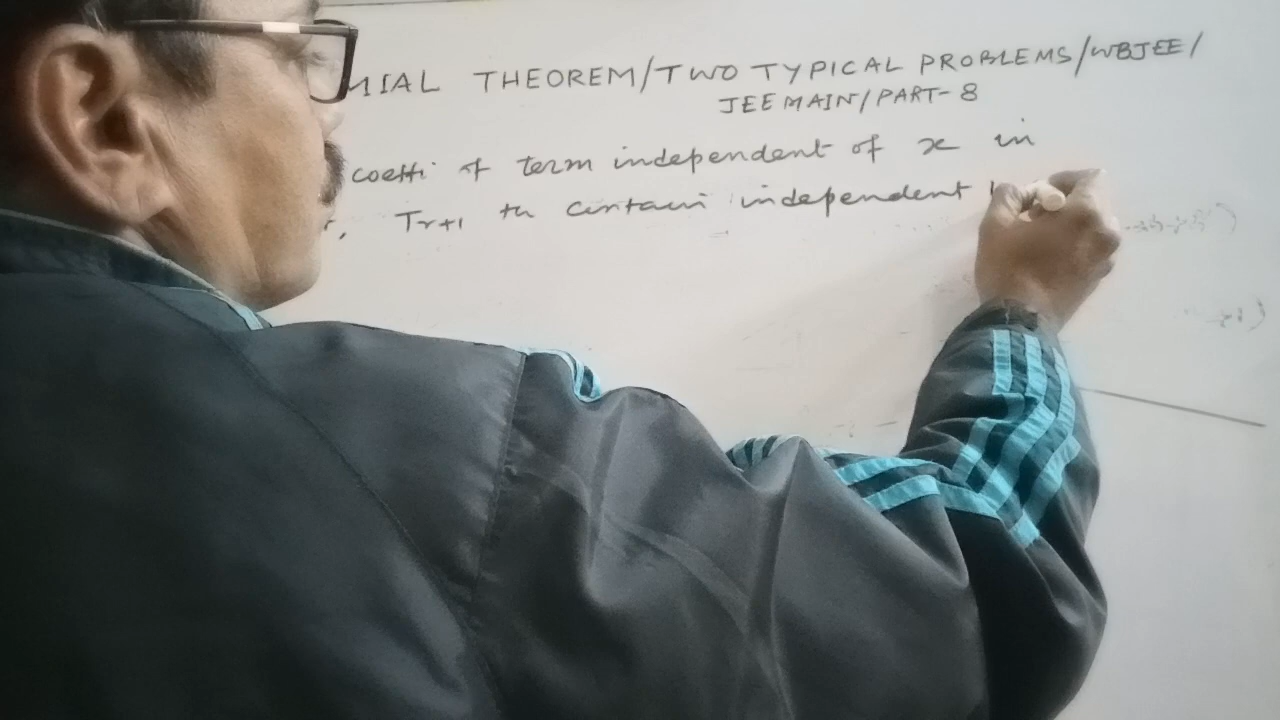 MIAL THEOREM/TWO TYPICAL PROBLEMS/WBJEE/
JEE MAIN/PART-8
coeffi of term independent of x in
r, Tr+1 th contain independent